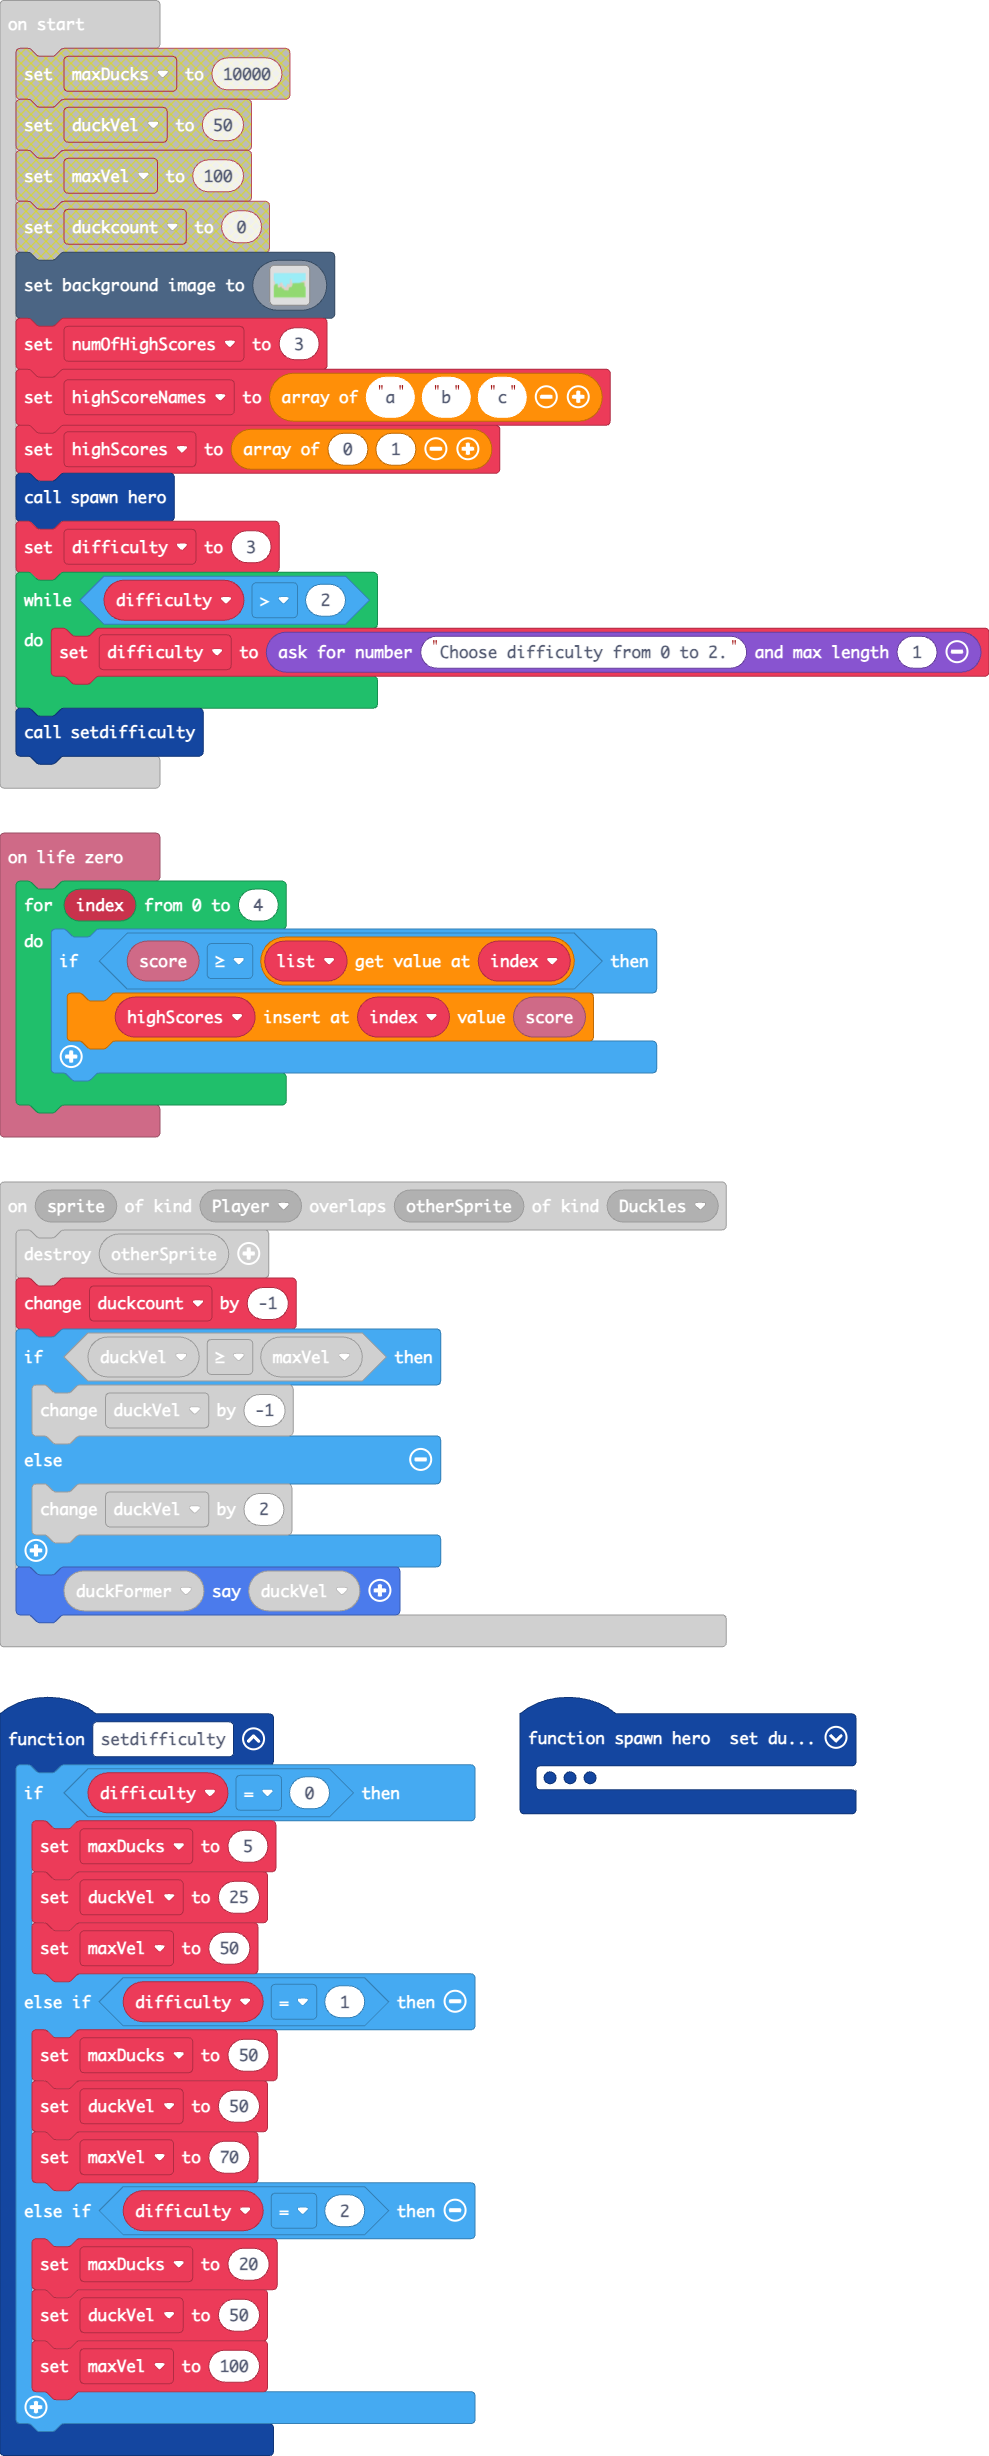 on start
set maxDucks to 10000
set duckVel to 50
set maxVel to 100
set duckcount to 0
set background image to
set numOfHighScores to 3
set highScoreNames to array of "a" "b" "c"
set highScores to array of 0 1
call spawn hero
set difficulty to 3
while difficulty > 2
do set difficulty to ask for number "Choose difficulty from 0 to 2." and max length 1
call setdifficulty
on life zero
for index from 0 to 4
do
if score ≥ list get value at index then
highScores insert at index value score
on sprite of kind Player overlaps otherSprite of kind Duckles
destroy otherSprite
change duckcount by -1
if duckVel ≥ maxVel then
change duckVel by -1
else
change duckVel by 2
duckFormer say duckVel
function setdifficulty
if difficulty = 0 then
set maxDucks to 5
set duckVel to 25
set maxVel to 50
else if difficulty = 1 then
set maxDucks to 50
set duckVel to 50
set maxVel to 70
else if difficulty = 2 then
set maxDucks to 20
set duckVel to 50
set maxVel to 100
function spawn hero set du...